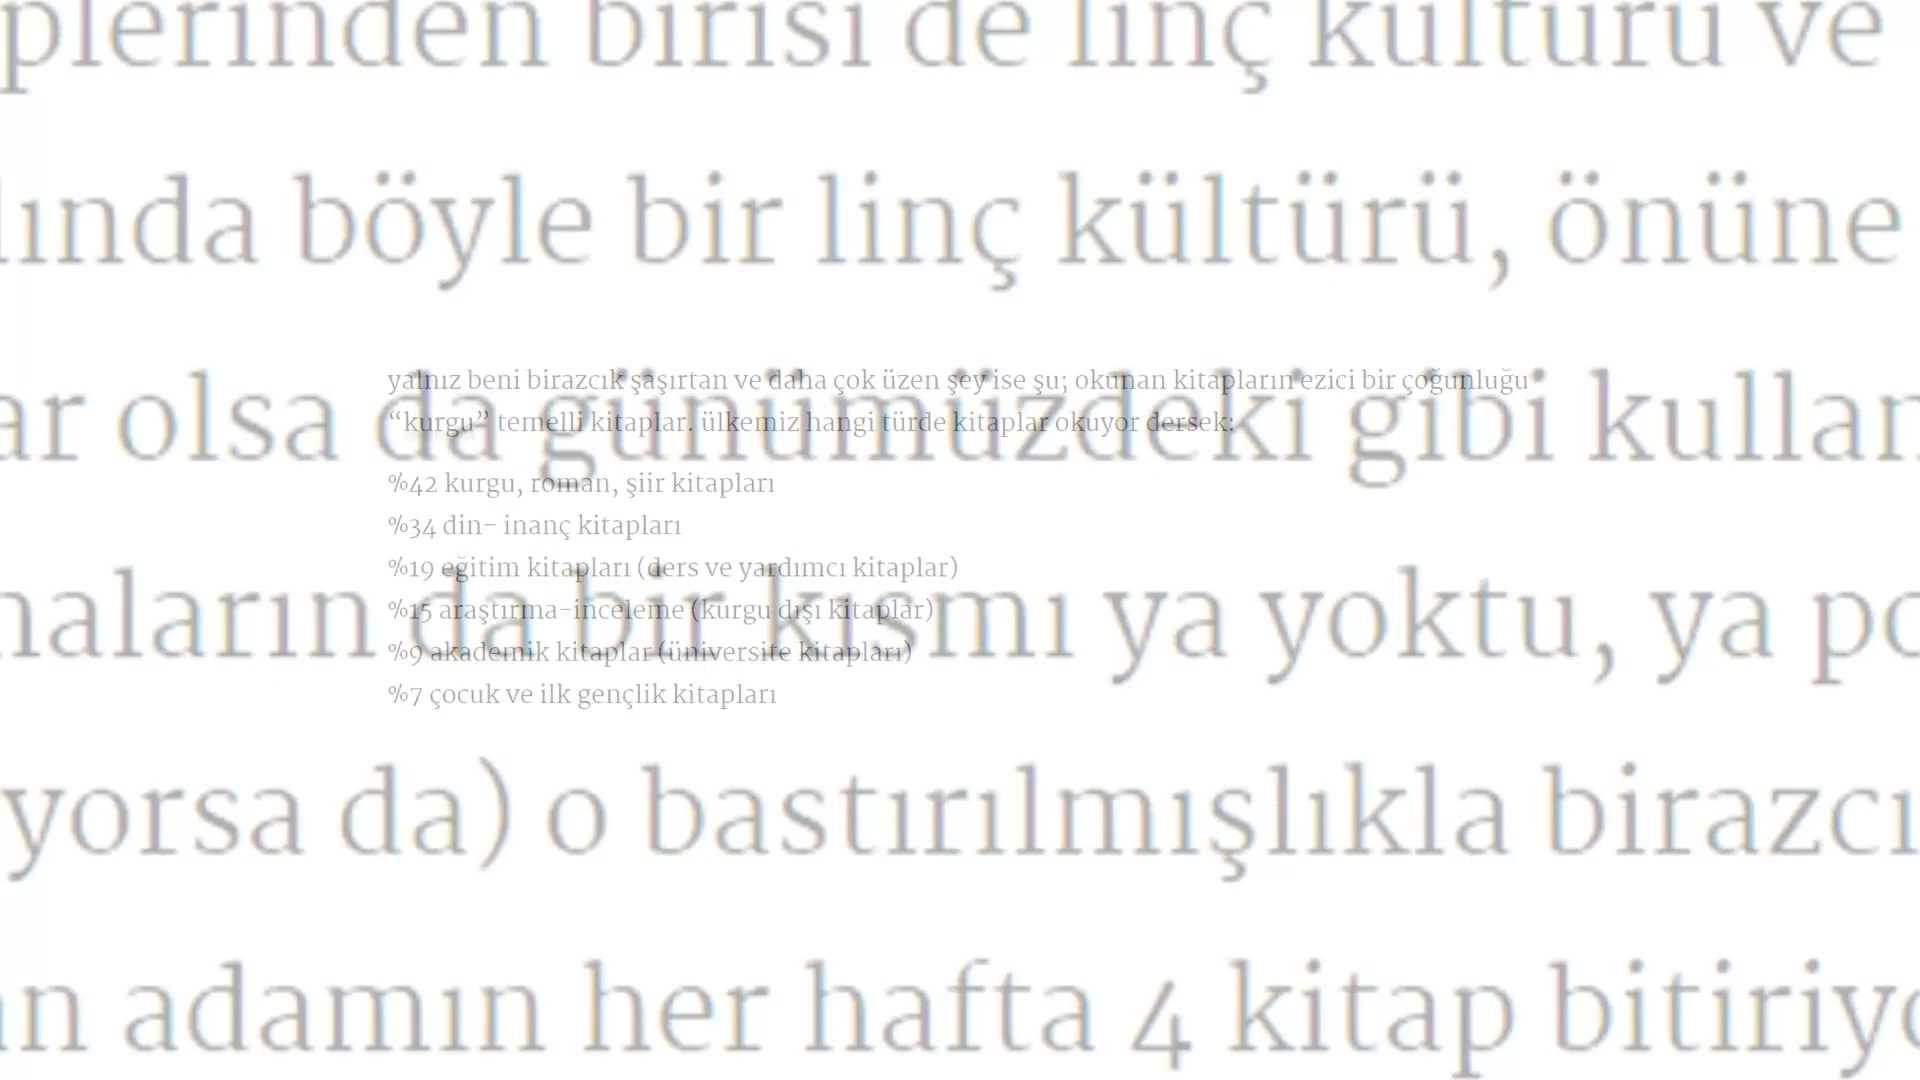 plerinden birisi de linç kültürü ve
lında böyle bir linç kültürü, önüne
ar olsa da günümüzdeki gibi kullan
yalnız beni birazcık şaşırtan ve daha çok üzen şey ise şu; okunan kitapların ezici bir çoğunluğu
“kurgu” temelli kitaplar. ülkemiz hangi türde kitaplar okuyor dersek:
%42 kurgu, roman, şiir kitapları
%34 din- inanç kitapları
%19 eğitim kitapları (ders ve yardımcı kitaplar)
%15 araştırma-inceleme (kurgu dışı kitaplar)
%9 akademik kitaplar (üniversite kitapları)
%7 çocuk ve ilk gençlik kitapları
maların da bir kısmı ya yoktu, ya po
yorsa da) o bastırılmışlıkla birazcı
an adamın her hafta 4 kitap bitiriyo